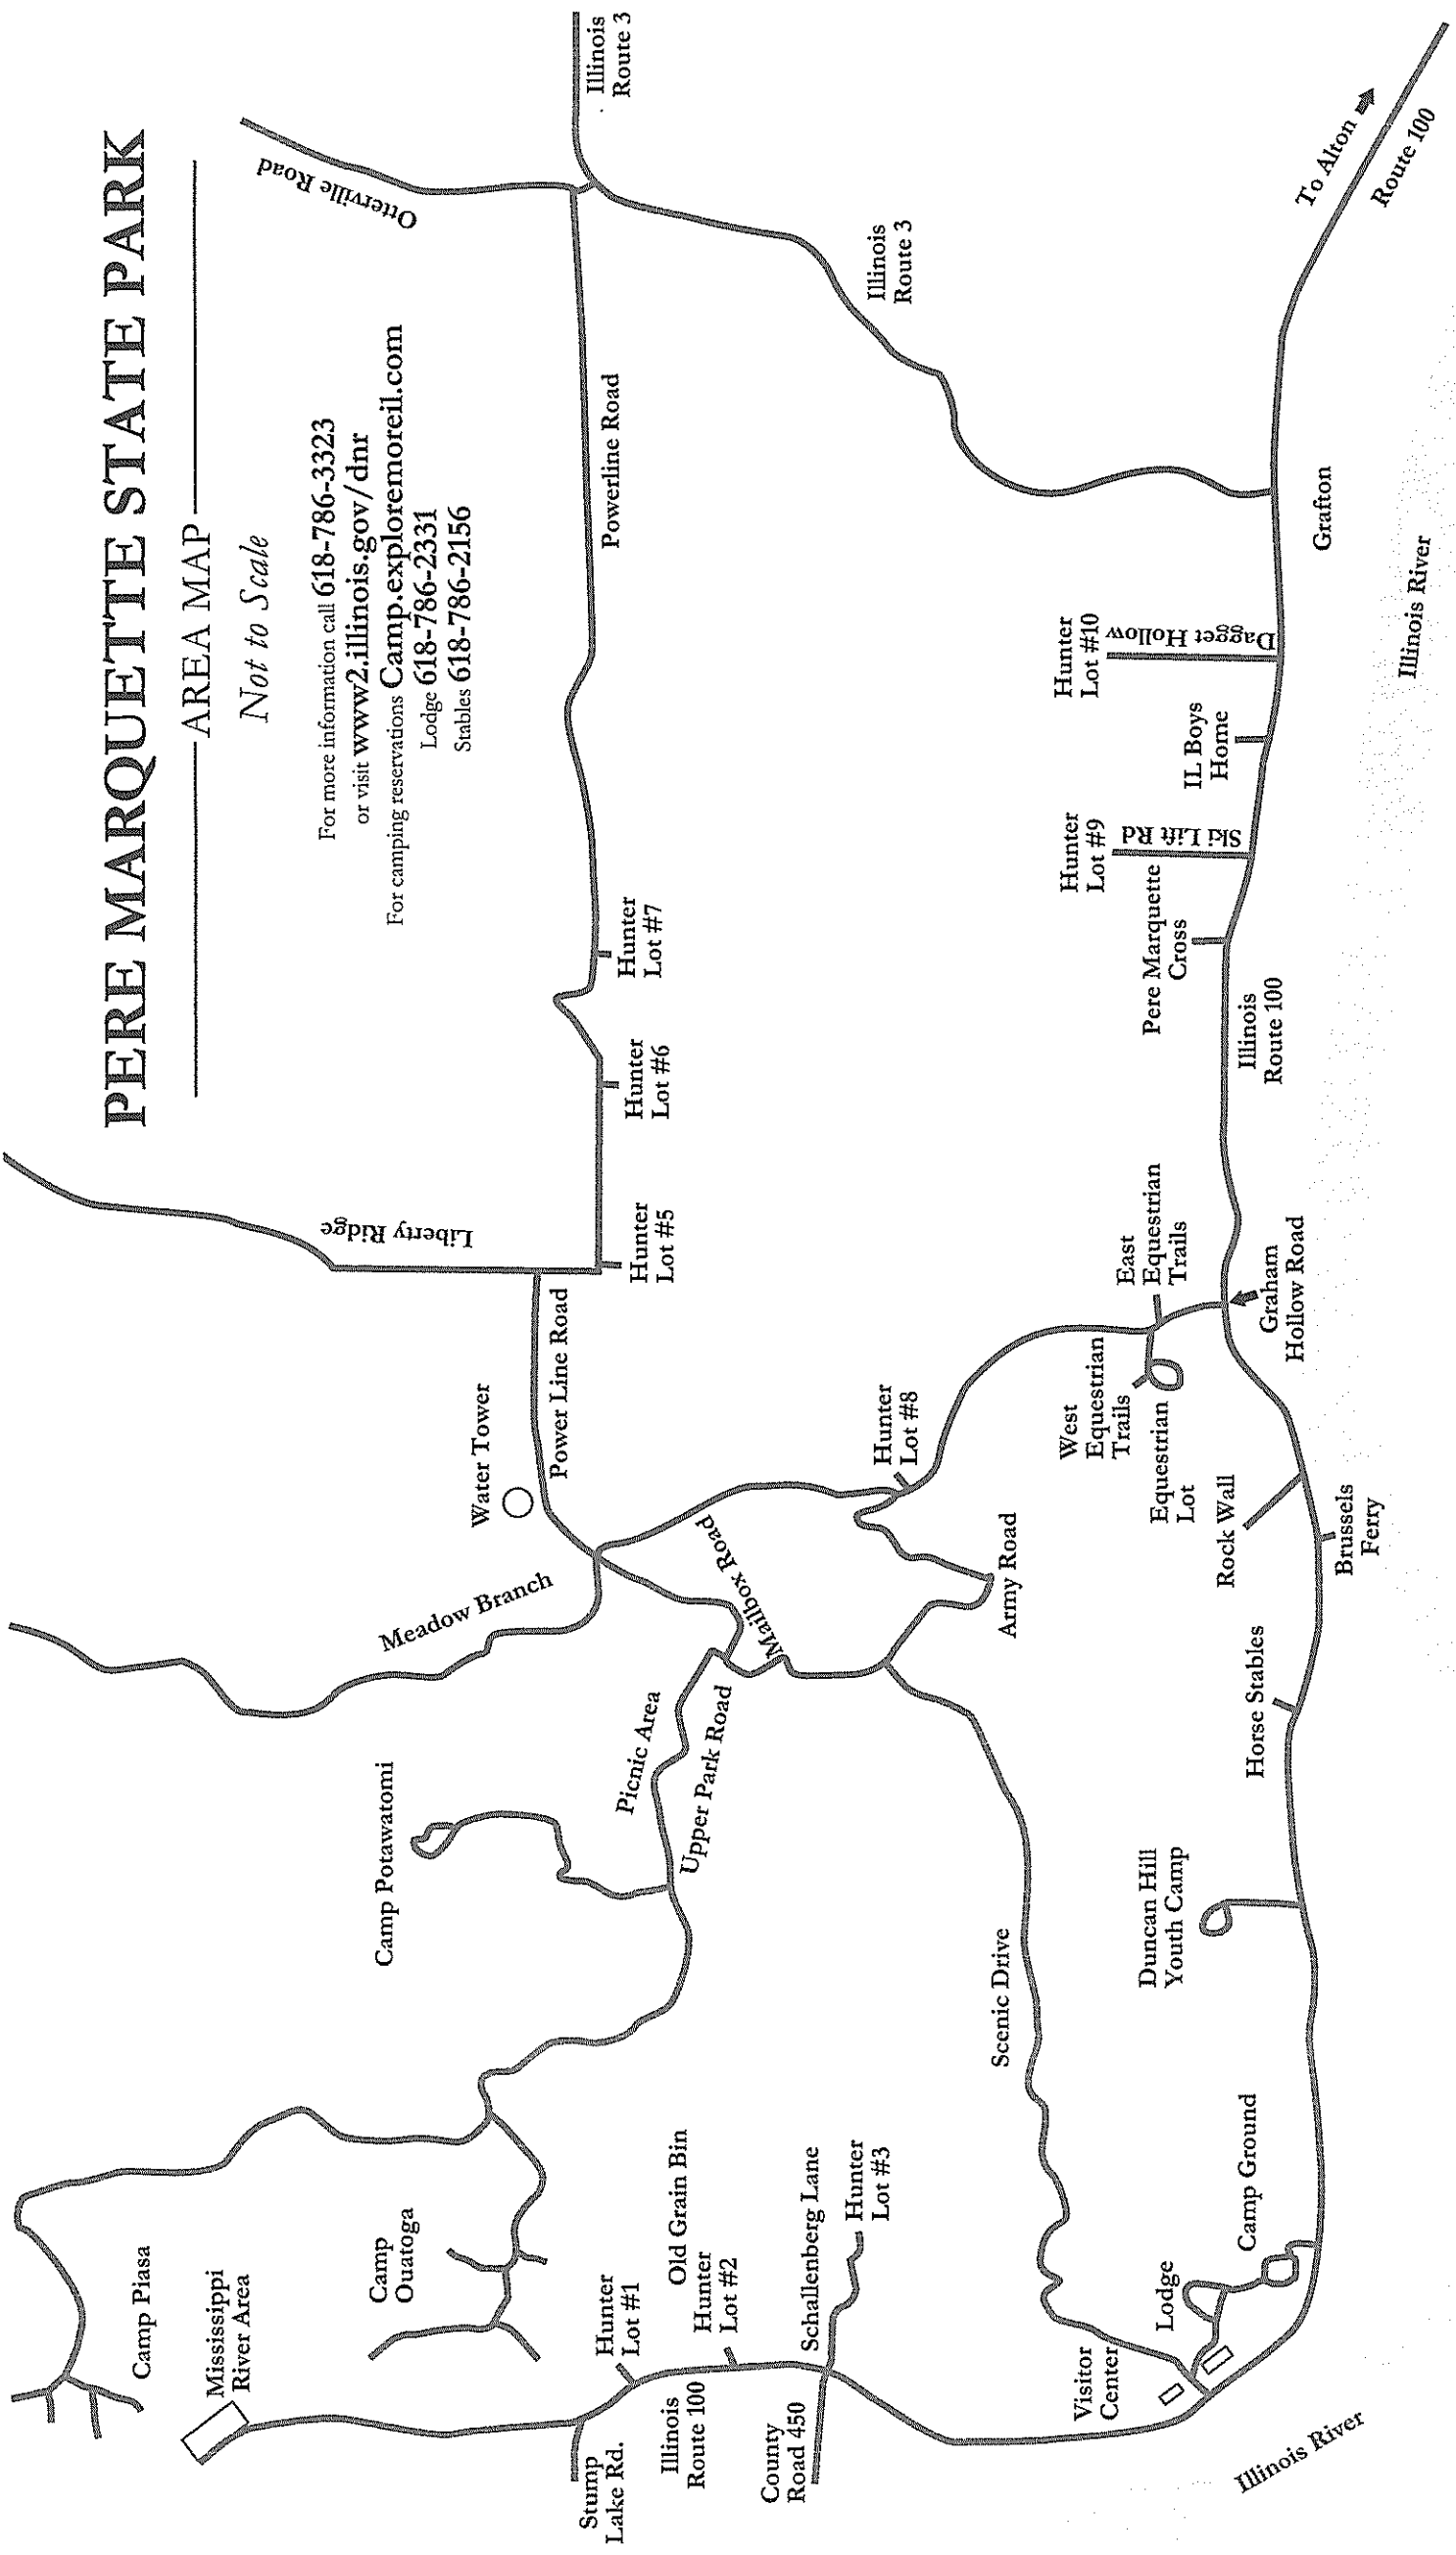 PERE MARQUETTE STATE PARK
AREA MAP
Not to Scale
For more information call 618-786-3323
or visit www2.illinois.gov/dnr
For camping reservations Camp.exploremoreil.com
Lodge 618-786-2331
Stables 618-786-2156
Camp Piasa
Mississippi
River Area
Camp
Ouatoga
Camp Potawatomi
Meadow Branch
Water Tower
Power Line Road
Liberty Ridge
Otterville Road
Illinois
Route 3
Powerline Road
Hunter
Lot #5
Hunter
Lot #6
Hunter
Lot #7
Illinois
Route 3
Picnic Area
Upper Park Road
Mailbox Road
Stump
Lake Rd.
Hunter
Lot #1
Illinois
Route 100
Old Grain Bin
Hunter
Lot #2
County
Road 450
Schallenberg Lane
Hunter
Lot #3
Hunter
Lot #8
Army Road
Scenic Drive
West
Equestrian
Trails
East
Equestrian
Trails
Equestrian
Lot
Visitor
Center
Lodge
Camp Ground
Duncan Hill
Youth Camp
Horse Stables
Rock Wall
Brussels
Ferry
Graham
Hollow Road
Illinois
Route 100
Pere Marquette
Cross
Hunter
Lot #9
Ski Lift Rd
IL Boys
Home
Hunter
Lot #10
Dagget Hollow
Grafton
To Alton
Route 100
Illinois River
Illinois River